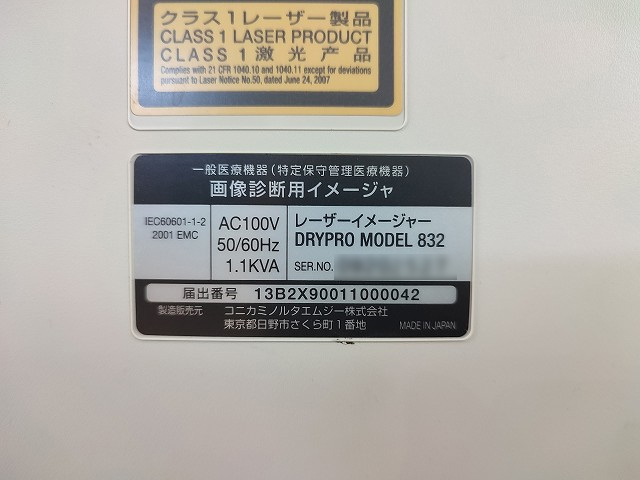 クラス1レーザー製品
CLASS 1 LASER PRODUCT
CLASS 1 激光产品
Complies with 21 CFR 1040.10 and 1040.11 except for deviations
pursuant to Laser Notice No.50, dated June 24, 2007
一般医療機器(特定保守管理医療機器)
画像診断用イメージャ
IEC60601-1-2
2001 EMC
AC100V
50/60Hz
1.1KVA
レーザーイメージャー
DRYPRO MODEL 832
SER.NO.
届出番号 13B2X90011000042
製造販売元 コニカミノルタエムジー株式会社
東京都日野市さくら町1番地
MADE IN JAPAN